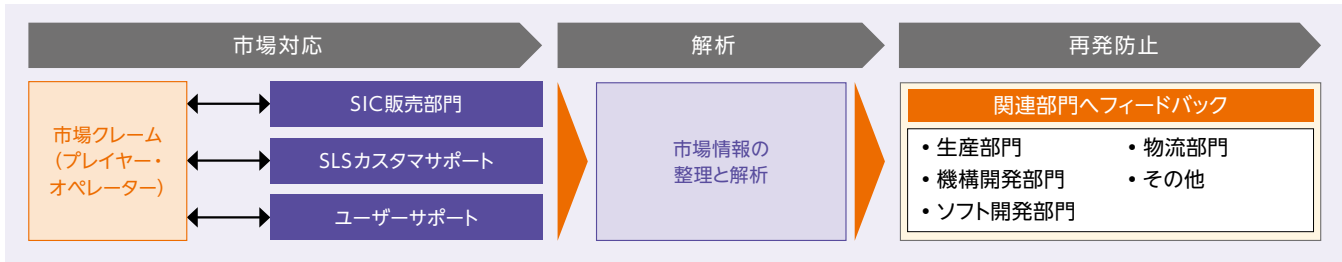 市場対応
解析
再発防止
市場クレーム
（プレイヤー・
オペレーター）
SIC販売部門
SLSカスタマサポート
ユーザーサポート
市場情報の
整理と解析
関連部門へフィードバック
• 生産部門
• 機構開発部門
• ソフト開発部門
• 物流部門
• その他